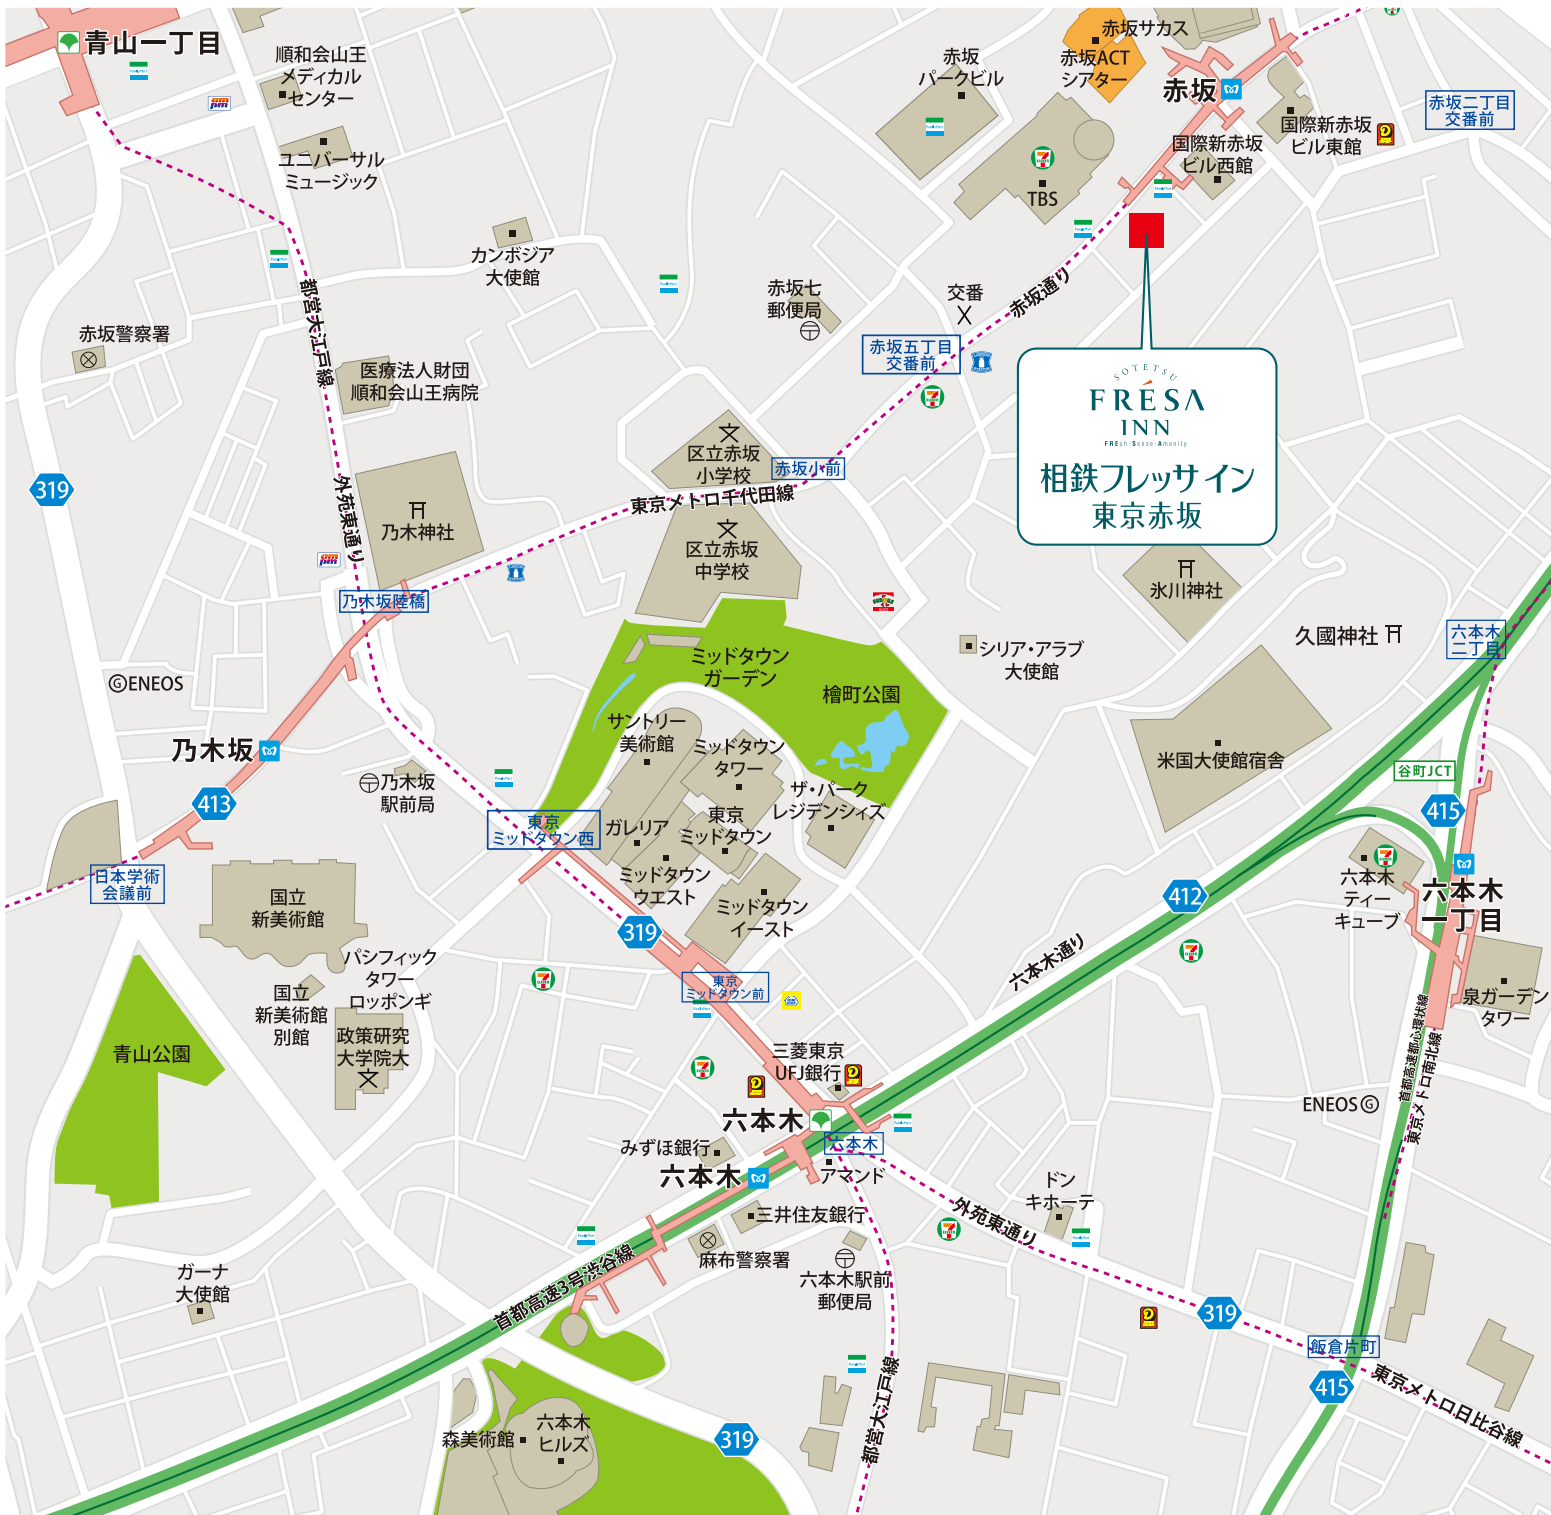 青山一丁目
順和会山王
メディカル
センター
ユニバーサル
ミュージック
赤坂
パークビル
赤坂サカス
赤坂ACT
シアター
赤坂
国際新赤坂
ビル東館
国際新赤坂
ビル西館
赤坂二丁目
交番前
TBS
カンボジア
大使館
都営大江戸線
赤坂警察署
医療法人財団
順和会山王病院
赤坂七
郵便局
交番
赤坂通り
赤坂五丁目
交番前
SOTETSU
FRÉSA
INN
FREsh·Sense·Amenity
相鉄フレッサイン
東京赤坂
区立赤坂
小学校
赤坂小前
319
外苑東通り
東京メトロ千代田線
乃木神社
区立赤坂
中学校
乃木坂陸橋
氷川神社
久國神社
六本木
二丁目
シリア・アラブ
大使館
ENEOS
ミッドタウン
ガーデン
檜町公園
サントリー
美術館
ミッドタウン
タワー
乃木坂
413
乃木坂
駅前局
米国大使館宿舎
谷町JCT
415
ザ・パーク
レジデンシィズ
東京
ミッドタウン西
ガレリア
東京
ミッドタウン
ミッドタウン
ウエスト
ミッドタウン
イースト
日本学術
会議前
国立
新美術館
319
412
六本木
ティー
キューブ
六本木
一丁目
六本木通り
パシフィック
タワー
ロッポンギ
国立
新美術館
別館
政策研究
大学院大
東京
ミッドタウン前
泉ガーデン
タワー
首都高速都心環状線
東京メトロ南北線
青山公園
三菱東京
UFJ銀行
ENEOS
六本木
六本木
みずほ銀行
六本木
アマンド
ドン
キホーテ
外苑東通り
三井住友銀行
麻布警察署
六本木駅前
郵便局
首都高速3号渋谷線
ガーナ
大使館
319
飯倉片町
415
東京メトロ日比谷線
都営大江戸線
森美術館
六本木
ヒルズ
319